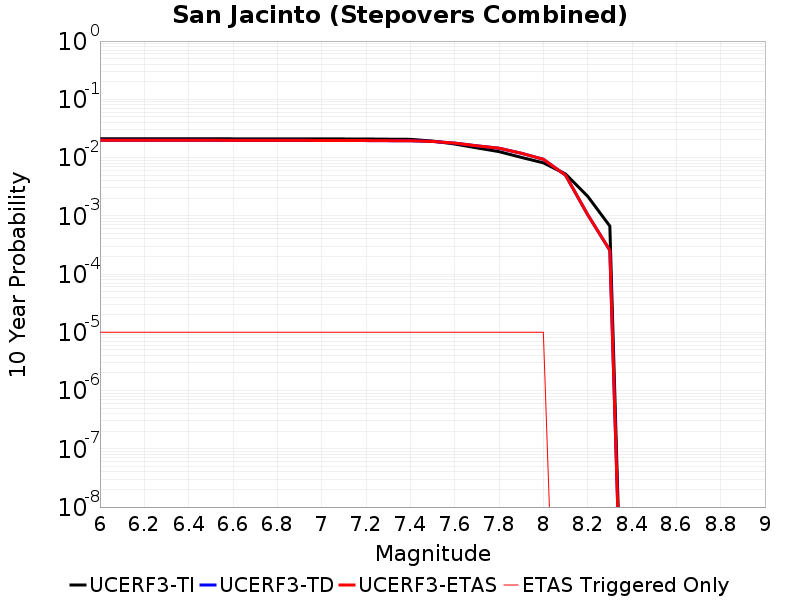 San Jacinto (Stepovers Combined)
10^0
10^-1
10^-2
10^-3
10^-4
10^-5
10^-6
10^-7
10^-8
10 Year Probability
6 6.2 6.4 6.6 6.8 7 7.2 7.4 7.6 7.8 8 8.2 8.4 8.6 8.8 9
Magnitude
UCERF3-TI UCERF3-TD UCERF3-ETAS ETAS Triggered Only